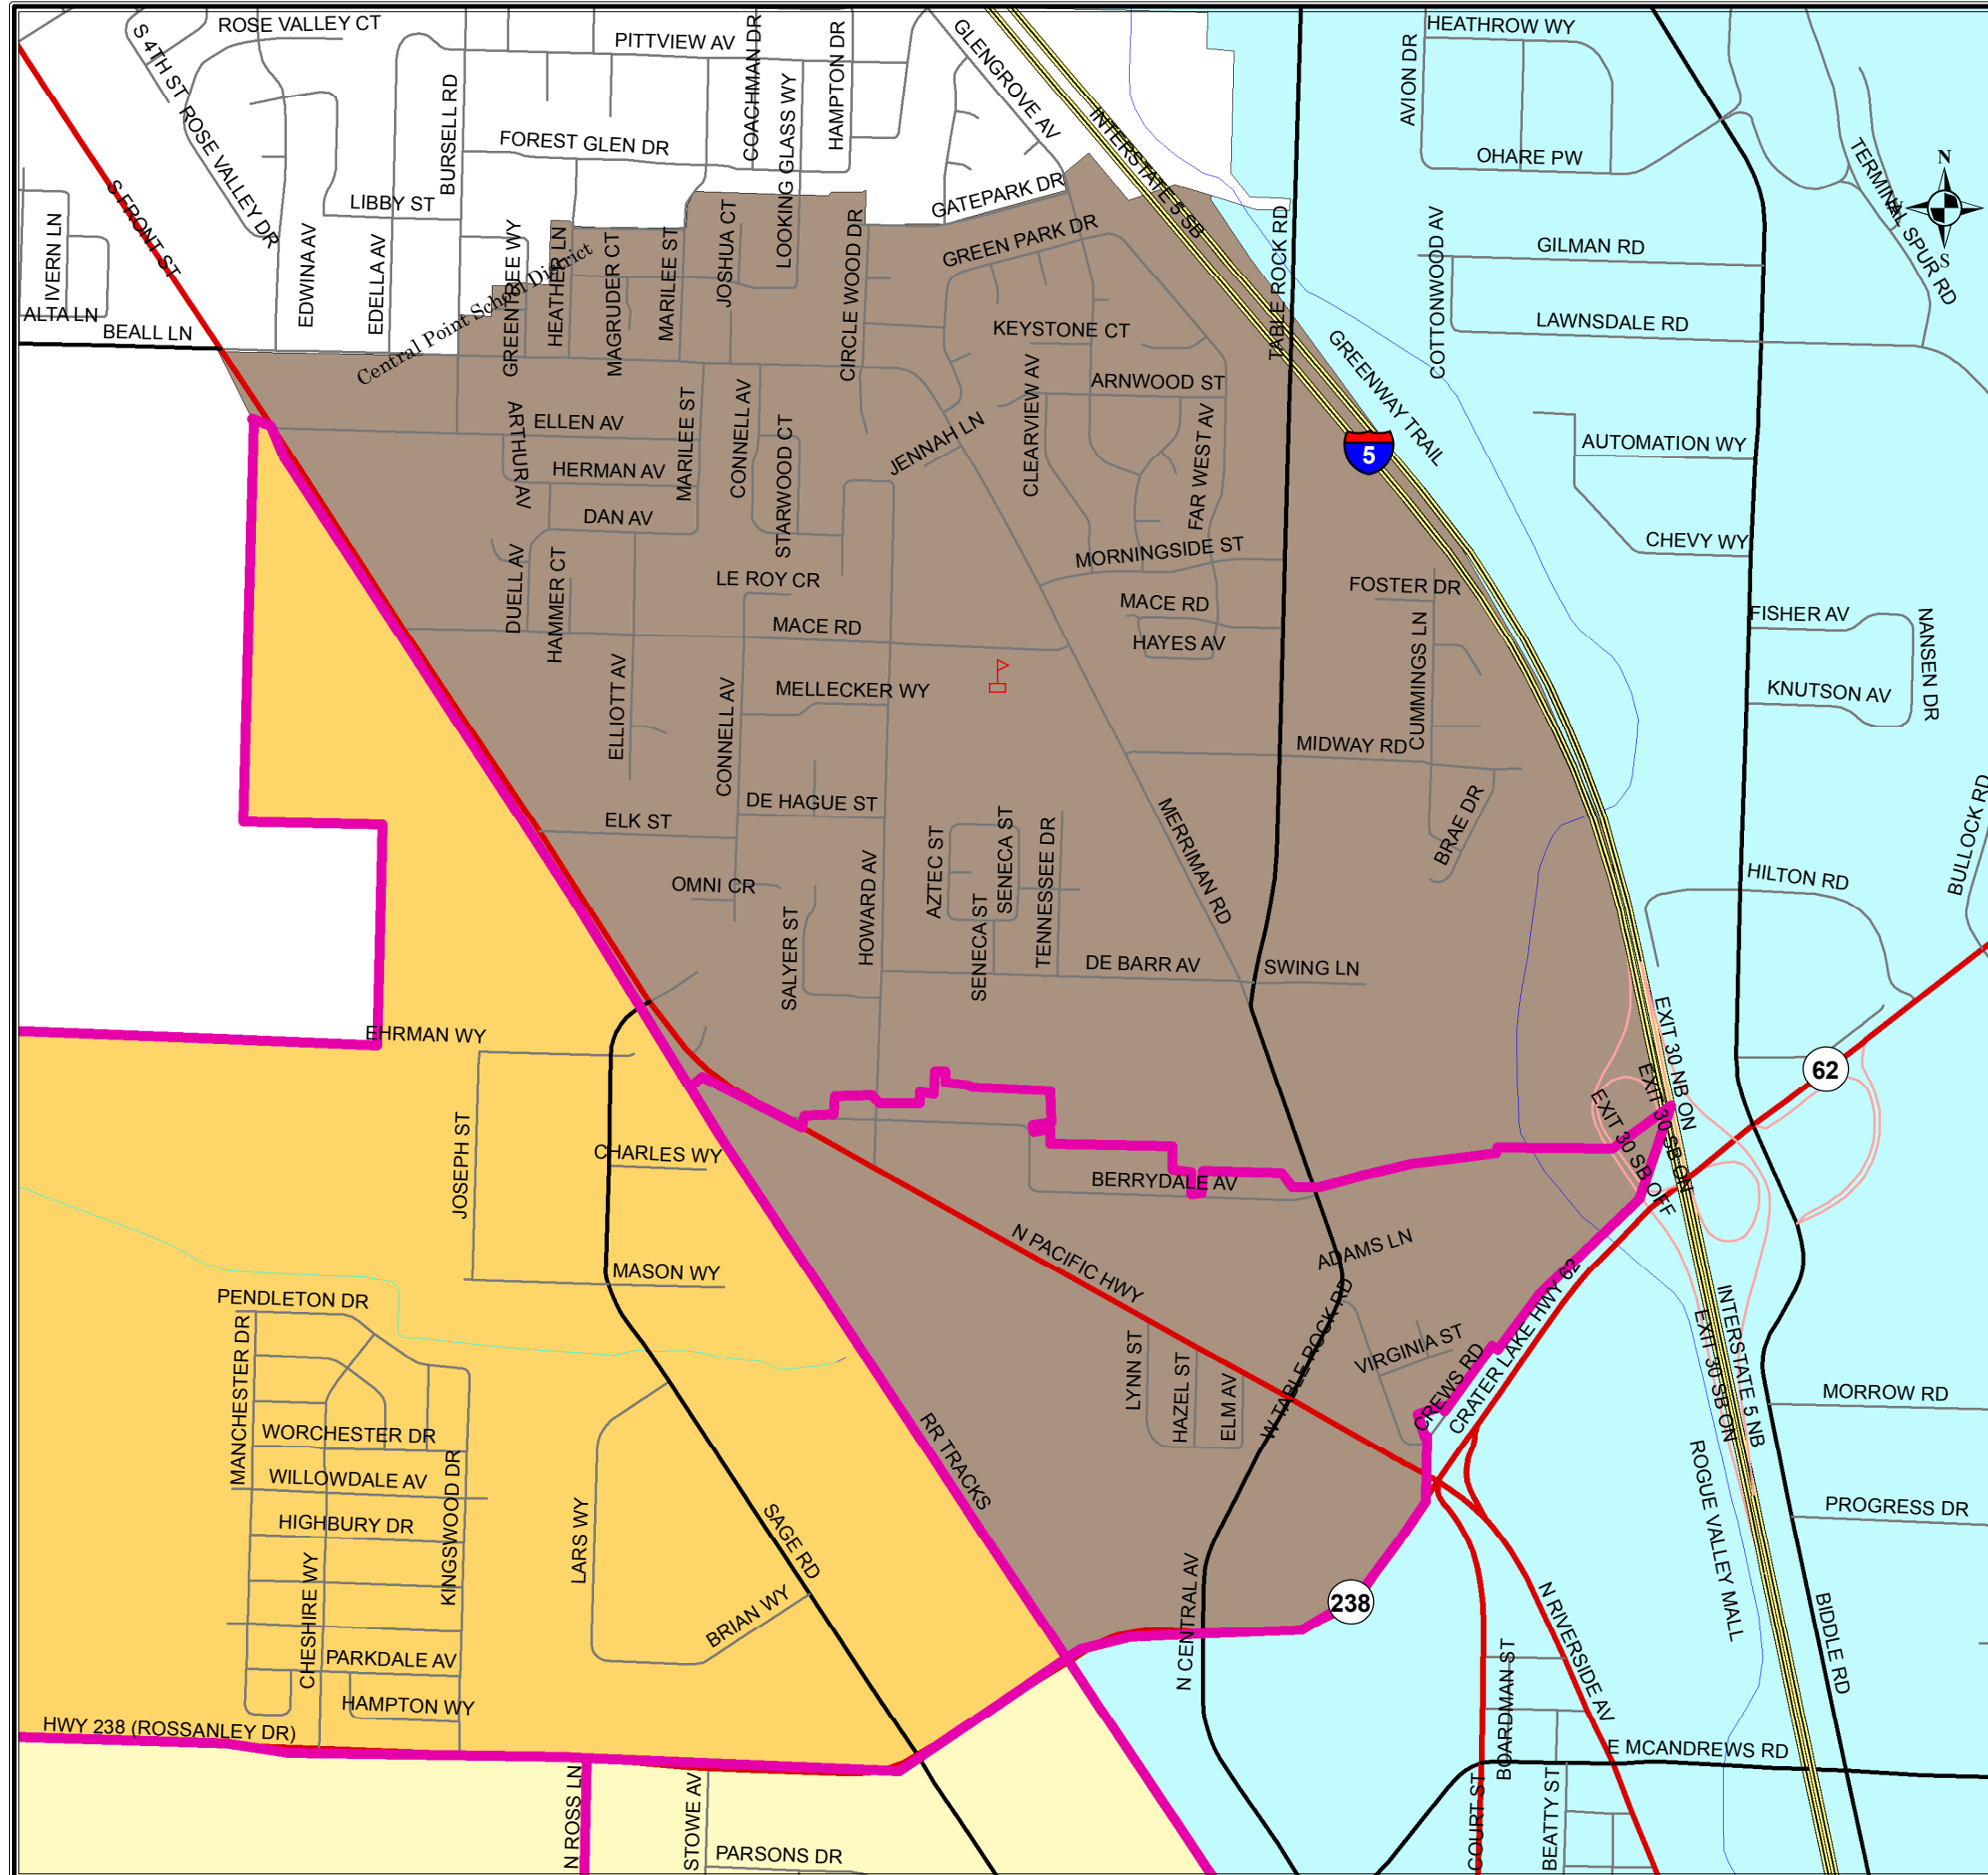 ROSE VALLEY CT
PITTVIEW AV
COACHMAN DR
HAMPTON DR
GLENGROVE AV
HEATHROW WY
AVION DR
S 4TH ST
ROSE VALLEY DR
BURSELL RD
FOREST GLEN DR
LOOKING GLASS WY
INTERSTATE 5 SB
OHARE PW
TERMINAL SPUR RD
N
S
S FRONT ST
LIBBY ST
GATEPARK DR
GREEN PARK DR
TABLE ROCK RD
COTTONWOOD AV
GILMAN RD
IVERN LN
EDWINA AV
EDELLA AV
GREENTREE WY
HEATHER LN
MAGRUDER CT
MARILEE ST
JOSHUA CT
CIRCLE WOOD DR
Central Point School District
ALTA LN
BEALL LN
KEYSTONE CT
GREENWAY TRAIL
LAWNSDALE RD
ARTHUR AV
ELLEN AV
MARILEE ST
CONNELL AV
STARWOOD CT
JENNAH LN
CLEARVIEW AV
ARNWOOD ST
FAR WEST AV
5
AUTOMATION WY
HERMAN AV
DAN AV
CHEVY WY
DUELL AV
HAMMER CT
LE ROY CR
MORNINGSIDE ST
FOSTER DR
MACE RD
MACE RD
HAYES AV
CUMMINGS LN
FISHER AV
NANSEN DR
ELLIOTT AV
CONNELL AV
MELLECKER WY
KNUTSON AV
MIDWAY RD
DE HAGUE ST
ELK ST
MERRIMAN RD
BRAE DR
BULLOCK RD
OMNI CR
SALYER ST
HOWARD AV
AZTEC ST
SENECA ST
SENECA ST
TENNESSEE DR
HILTON RD
DE BARR AV
SWING LN
EHRMAN WY
EXIT 30 NB ON
EXIT 30 SB ON
EXIT 30 SB OFF
62
JOSEPH ST
CHARLES WY
BERRYDALE AV
MASON WY
N PACIFIC HWY
ADAMS LN
PENDLETON DR
MANCHESTER DR
W TABLE ROCK RD
VIRGINIA ST
CREWS RD
CRATER LAKE HWY 62
INTERSTATE 5 NB
EXIT 30 SB ON
LYNN ST
HAZEL ST
ELM AV
MORROW RD
WORCHESTER DR
WILLOWDALE AV
KINGSWOOD DR
HIGHBURY DR
RR TRACKS
SAGE RD
LARS WY
ROGUE VALLEY MALL
PROGRESS DR
CHESHIRE WY
BRIAN WY
N CENTRAL AV
238
N RIVERSIDE AV
BIDDLE RD
PARKDALE AV
HAMPTON WY
HWY 238 (ROSSANLEY DR)
BOARDMAN ST
E MCANDREWS RD
N ROSS LN
STOWE AV
PARSONS DR
COURT ST
BEATTY ST